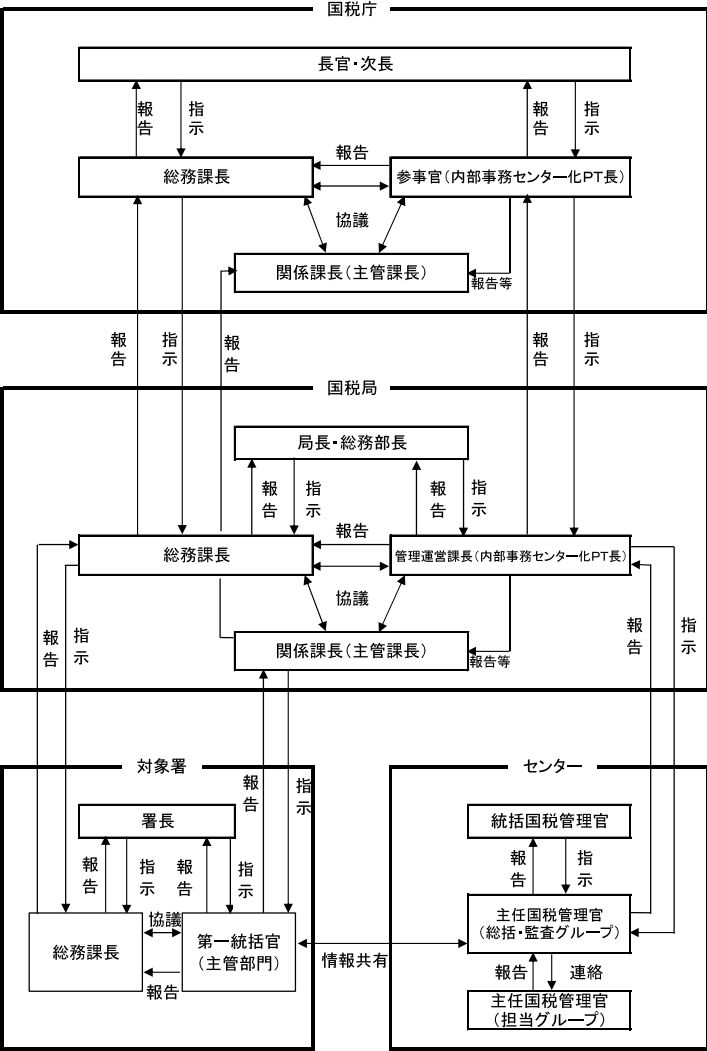 国税庁
長官・次長
報告
指示
報告
指示
総務課長
報告
参事官(内部事務センター化PT長)
協議
関係課長(主管課長)
報告等
報告
指示
報告
報告
指示
国税局
局長・総務部長
報告
指示
報告
指示
総務課長
報告
管理運営課長(内部事務センター化PT長)
協議
関係課長(主管課長)
報告等
報告
指示
報告
指示
対象署
報告
指示
センター
署長
統括国税管理官
報告
指示
報告
指示
報告
指示
総務課長
協議
報告
第一統括官
(主管部門)
情報共有
主任国税管理官
(総括・監査グループ)
報告
連絡
主任国税管理官
(担当グループ)